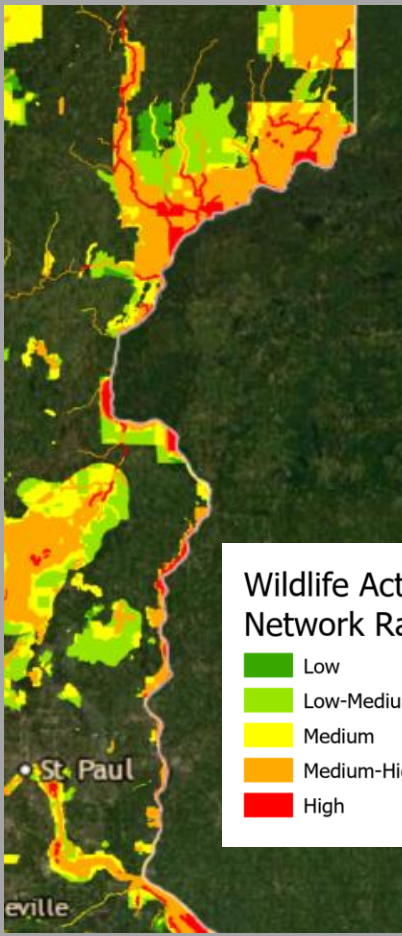 Wildlife Act
Network Ra
Low
Low-Mediu
Medium
Medium-Hi
High
St. Paul
eville